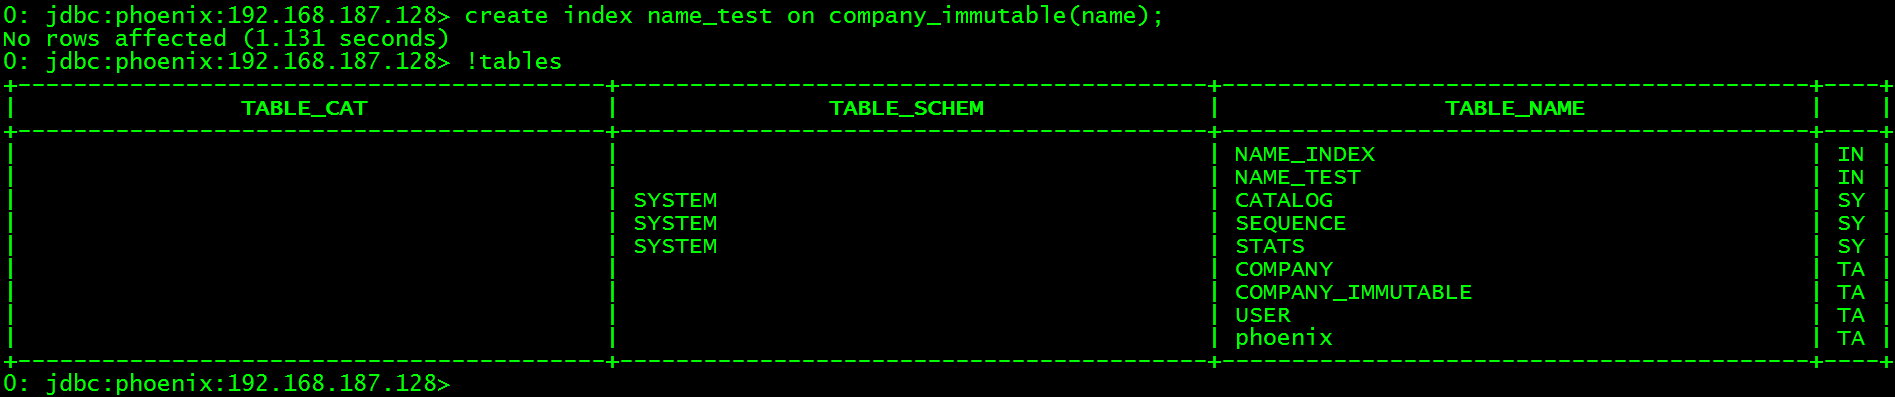 0: jdbc:phoenix:192.168.187.128> create index name_test on company_immutable(name);
No rows affected (1.131 seconds)
0: jdbc:phoenix:192.168.187.128> !tables
+------------------------------------------+------------------------------------------+------------------------------------------+----+
| TABLE_CAT | TABLE_SCHEM | TABLE_NAME | |
+------------------------------------------+------------------------------------------+------------------------------------------+----+
| | | NAME_INDEX | IN |
| | | NAME_TEST | IN |
| | SYSTEM | CATALOG | SY |
| | SYSTEM | SEQUENCE | SY |
| | SYSTEM | STATS | SY |
| | | COMPANY | TA |
| | | COMPANY_IMMUTABLE | TA |
| | | USER | TA |
| | | phoenix | TA |
+------------------------------------------+------------------------------------------+------------------------------------------+----+
0: jdbc:phoenix:192.168.187.128>